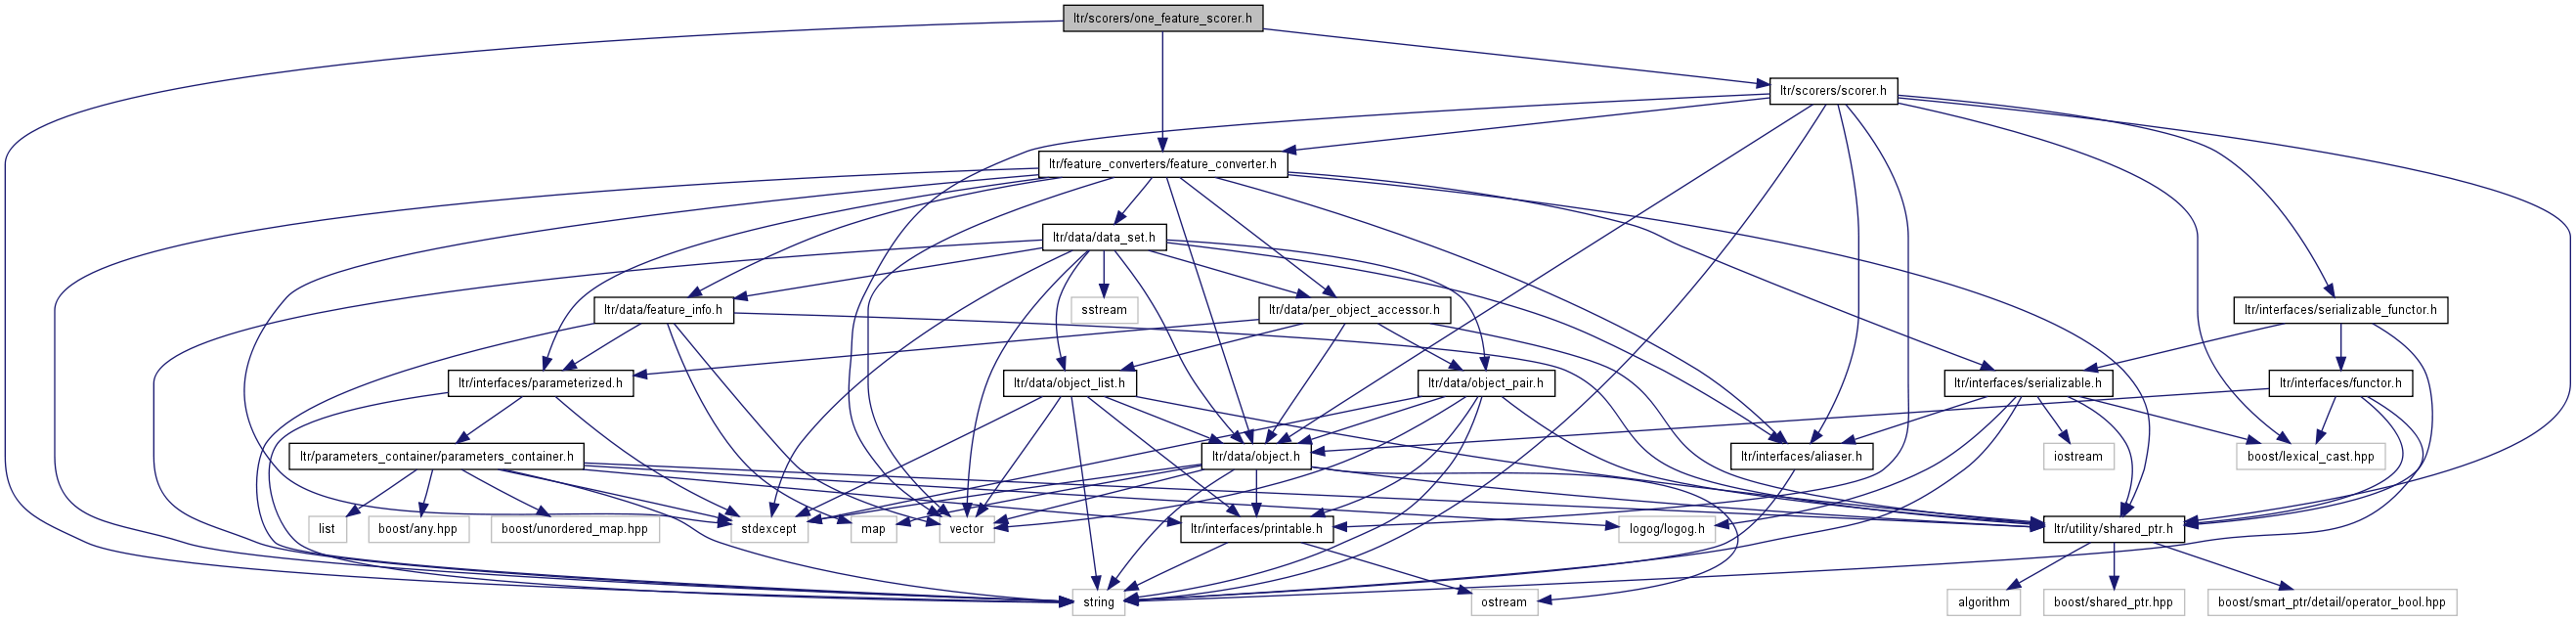 ltr/scorers/one_feature_scorer.h
ltr/scorers/scorer.h
ltr/feature_converters/feature_converter.h
ltr/data/data_set.h
ltr/data/feature_info.h
sstream
ltr/data/per_object_accessor.h
ltr/interfaces/serializable_functor.h
ltr/interfaces/parameterized.h
ltr/data/object_list.h
ltr/data/object_pair.h
ltr/interfaces/serializable.h
ltr/interfaces/functor.h
ltr/parameters_container/parameters_container.h
ltr/data/object.h
ltr/interfaces/aliaser.h
iostream
boost/lexical_cast.hpp
list
boost/any.hpp
boost/unordered_map.hpp
stdexcept
map
vector
ltr/interfaces/printable.h
logog/logog.h
ltr/utility/shared_ptr.h
string
ostream
algorithm
boost/shared_ptr.hpp
boost/smart_ptr/detail/operator_bool.hpp